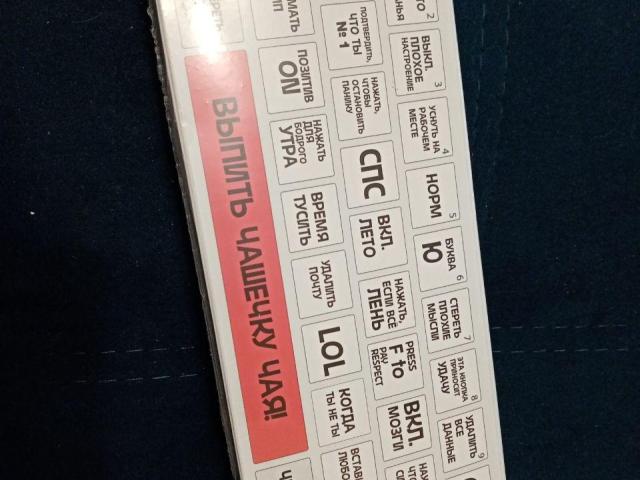 2
3
ВЫКЛ.
ПЛОХОЕ
НАСТРОЕНИЕ
4
УСНУТЬ НА
РАБОЧЕМ
МЕСТЕ
5
НОРМ
6
БУКВА
Ю
7
СТЕРЕТЬ
ПЛОХИЕ
МЫСЛИ
8
ЭТА КНОПКА
ПРИНОСИТ
УДАЧУ
9
УДАЛИТЬ
ВСЕ
ДАННЫЕ
ПОДТВЕРДИТЬ,
ЧТО ТЫ
№ 1
НАЖАТЬ,
ЧТОБЫ
ОСТАНОВИТЬ
ПАНИКУ
СПС
ВКЛ.
ЛЕТО
НАЖАТЬ,
ЕСЛИ ВСЁ
ЛЕНЬ
PRESS
F to
PAY
RESPECT
ВКЛ.
МОЗГИ
ПОЗИТИВ
ON
НАЖАТЬ
ДЛЯ
БОДРОГО
УТРА
ВРЕМЯ
ТУСИТЬ
УДАЛИТЬ
ПОЧТУ
LOL
КОГДА
ТЫ НЕ ТЫ
ВЫПИТЬ ЧАШЕЧКУ ЧАЯ!